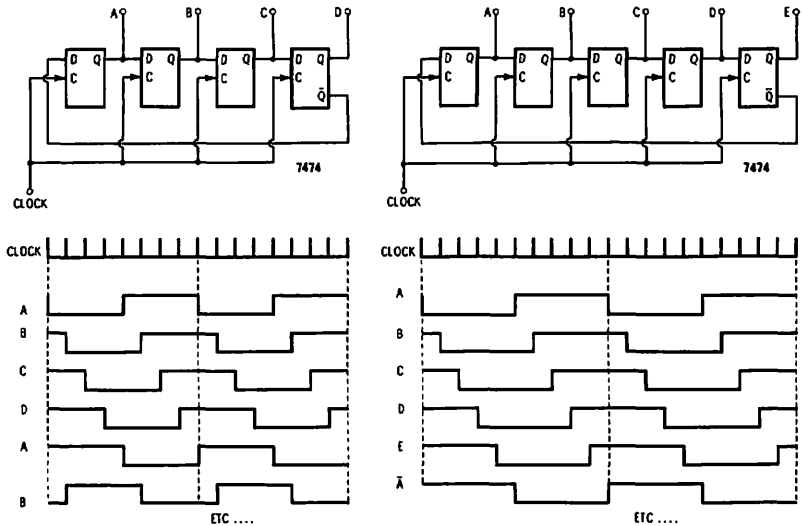 A B C D
D Q D Q D Q D Q
C C C C
Q̅
7474
CLOCK
CLOCK
A
B
C
D
A
B
ETC ....
A B C D E
D Q D Q D Q D Q D Q
C C C C C
Q̅
7474
CLOCK
CLOCK
A
B
C
D
E
A̅
ETC ....